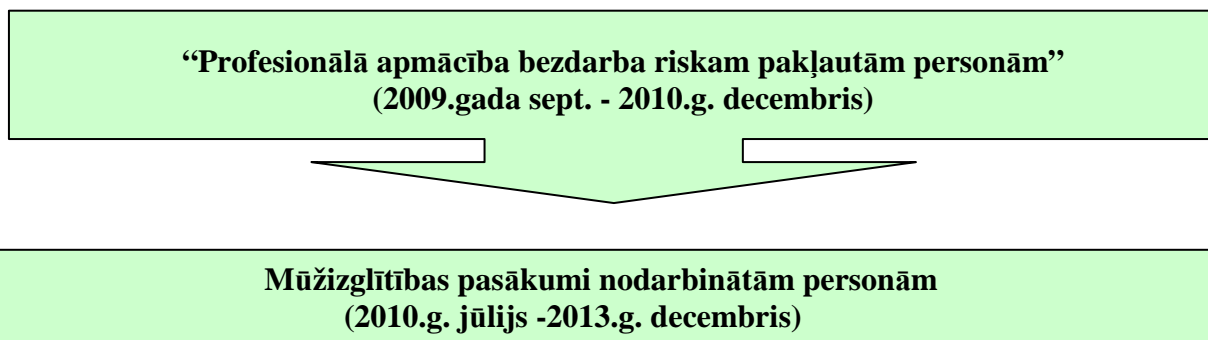 “Profesionālā apmācība bezdarba riskam pakļautām personām”
(2009.gada sept. - 2010.g. decembris)
Mūžizglītības pasākumi nodarbinātām personām
(2010.g. jūlijs -2013.g. decembris)